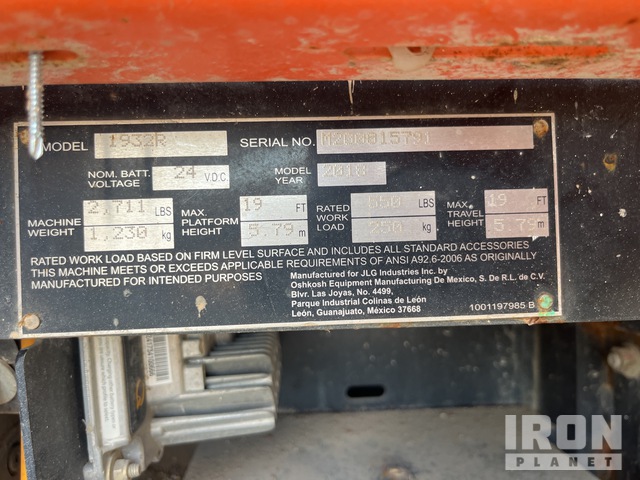 MODEL 1932R SERIAL NO.
NOM. BATT. VOLTAGE 24 V.D.C. MODEL YEAR 2018
MACHINE WEIGHT 2,711 LBS 1,230 kg MAX. PLATFORM HEIGHT 19 FT 5.79 m RATED WORK LOAD 550 LBS 250 kg MAX. TRAVEL HEIGHT 19 FT 5.79 m
RATED WORK LOAD BASED ON FIRM LEVEL SURFACE AND INCLUDES ALL STANDARD ACCESSORIES
THIS MACHINE MEETS OR EXCEEDS APPLICABLE REQUIREMENTS OF ANSI A92.6-2006 AS ORIGINALLY
MANUFACTURED FOR INTENDED PURPOSES
Manufactured for JLG Industries Inc. by
Oshkosh Equipment Manufacturing De Mexico, S. De R.L. de C.V.
Blvr. Las Joyas, No. 4499,
Parque Industrial Colinas de León
León, Guanajuato, México 37668
1001197985 B
IRON
PLANET